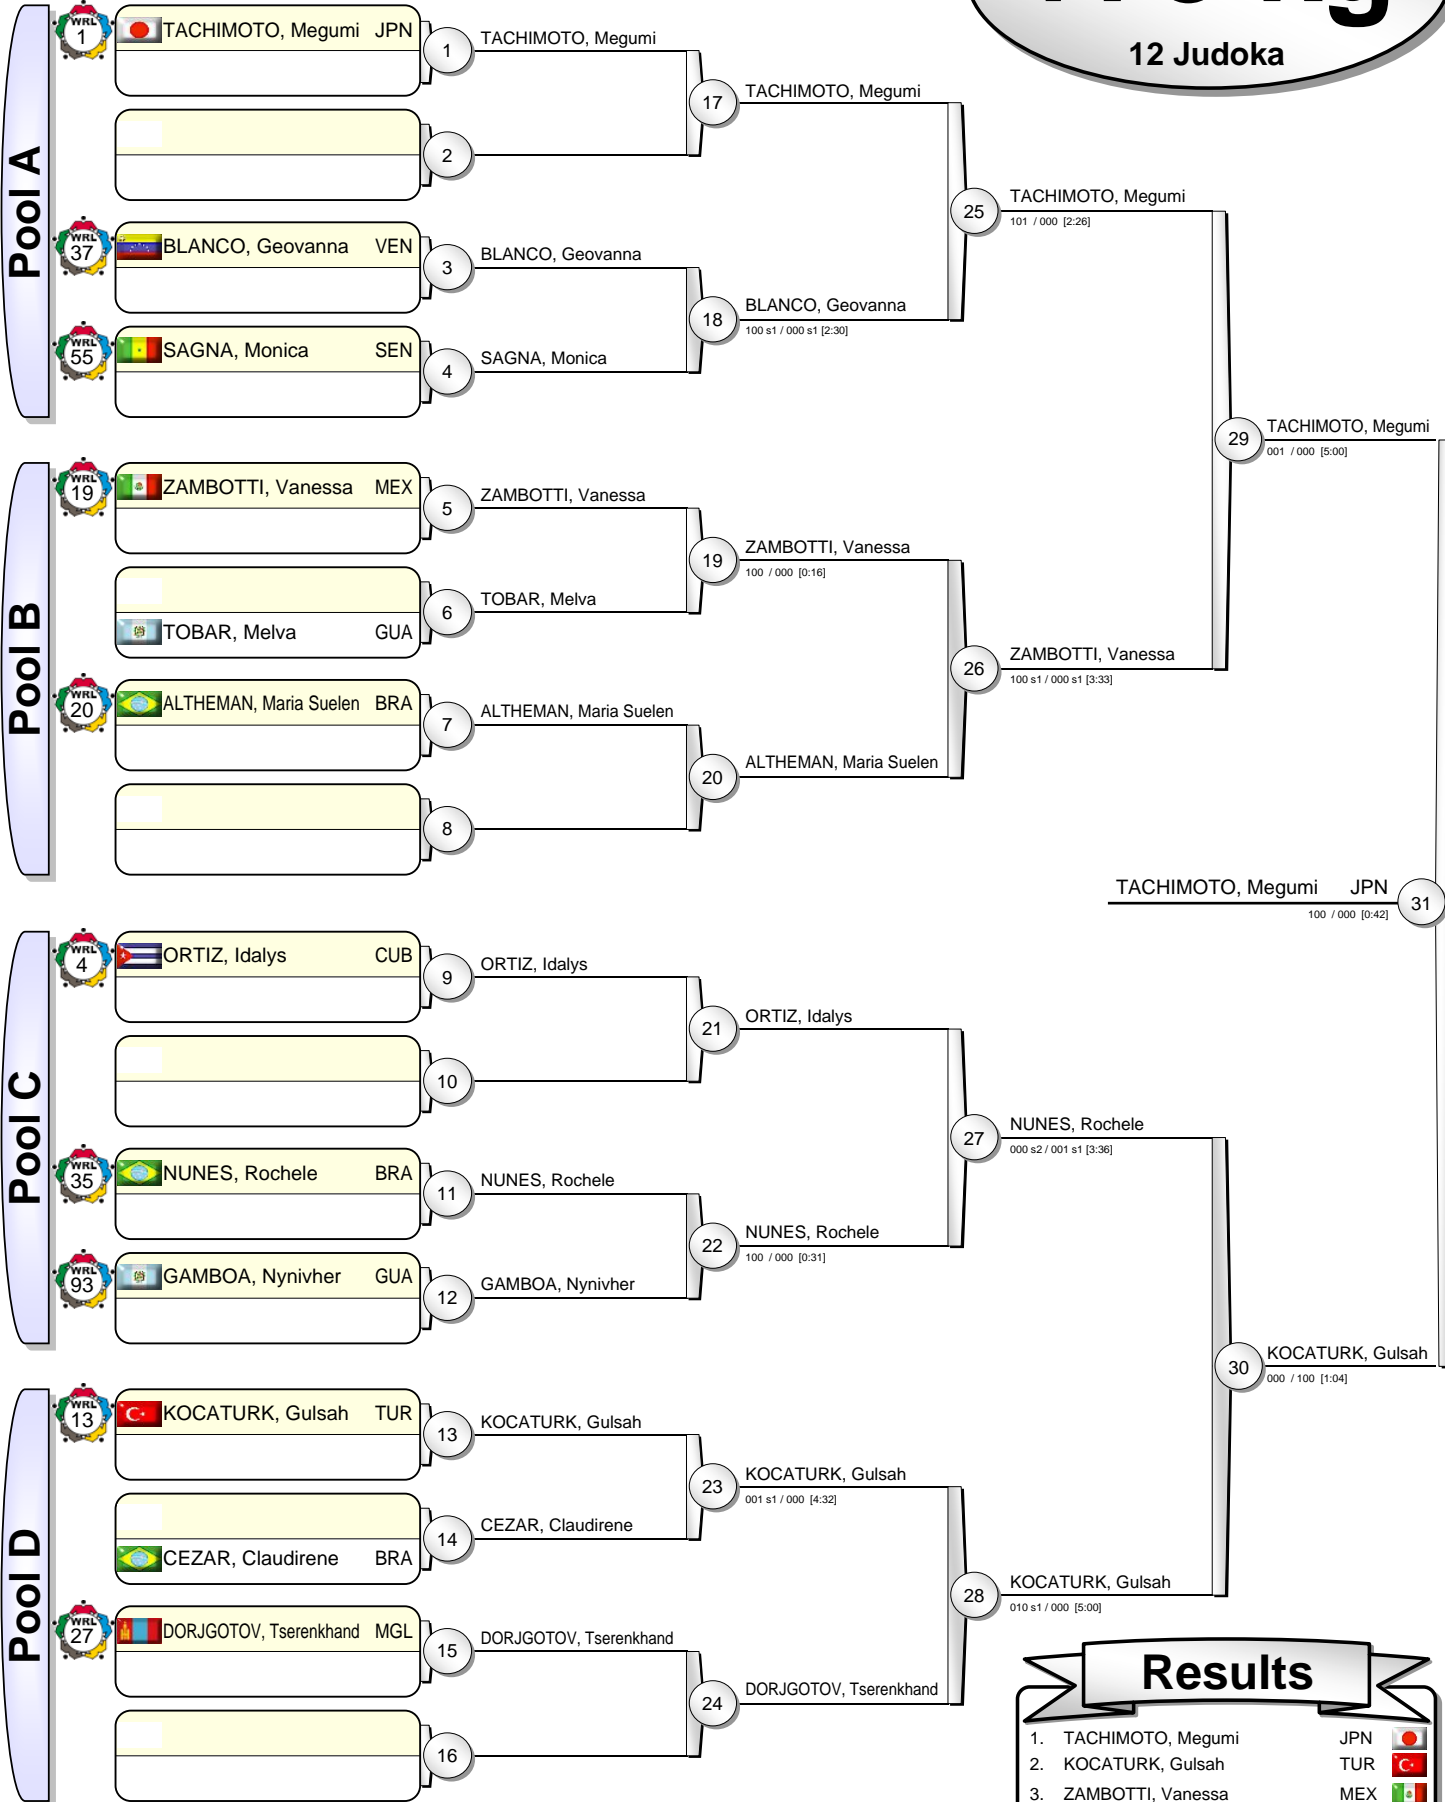 12 Judoka
Pool A
WRL 1
TACHIMOTO, Megumi JPN
1
TACHIMOTO, Megumi
2
17
TACHIMOTO, Megumi
WRL 37
BLANCO, Geovanna VEN
3
BLANCO, Geovanna
WRL 55
SAGNA, Monica SEN
4
SAGNA, Monica
18
BLANCO, Geovanna
100 s1 / 000 s1 [2:30]
25
TACHIMOTO, Megumi
101 / 000 [2:26]
Pool B
WRL 19
ZAMBOTTI, Vanessa MEX
5
ZAMBOTTI, Vanessa
TOBAR, Melva GUA
6
TOBAR, Melva
19
ZAMBOTTI, Vanessa
100 / 000 [0:16]
WRL 20
ALTHEMAN, Maria Suelen BRA
7
ALTHEMAN, Maria Suelen
8
20
ALTHEMAN, Maria Suelen
26
ZAMBOTTI, Vanessa
100 s1 / 000 s1 [3:33]
29
TACHIMOTO, Megumi
001 / 000 [5:00]
TACHIMOTO, Megumi JPN
100 / 000 [0:42]
31
Pool C
WRL 4
ORTIZ, Idalys CUB
9
ORTIZ, Idalys
10
21
ORTIZ, Idalys
WRL 35
NUNES, Rochele BRA
11
NUNES, Rochele
WRL 93
GAMBOA, Nynivher GUA
12
GAMBOA, Nynivher
22
NUNES, Rochele
100 / 000 [0:31]
27
NUNES, Rochele
000 s2 / 001 s1 [3:36]
Pool D
WRL 13
KOCATURK, Gulsah TUR
13
KOCATURK, Gulsah
CEZAR, Claudirene BRA
14
CEZAR, Claudirene
23
KOCATURK, Gulsah
001 s1 / 000 [4:32]
WRL 27
DORJGOTOV, Tserenkhand MGL
15
DORJGOTOV, Tserenkhand
16
24
DORJGOTOV, Tserenkhand
28
KOCATURK, Gulsah
010 s1 / 000 [5:00]
30
KOCATURK, Gulsah
000 / 100 [1:04]
Results
1. TACHIMOTO, Megumi JPN
2. KOCATURK, Gulsah TUR
3. ZAMBOTTI, Vanessa MEX